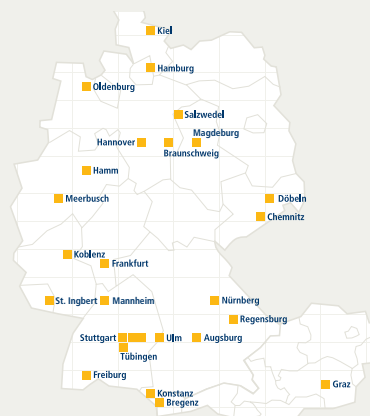 Kiel
Hamburg
Oldenburg
Salzwedel
Magdeburg
Hannover
Braunschweig
Hamm
Meerbusch
Döbeln
Chemnitz
Koblenz
Frankfurt
St. Ingbert
Mannheim
Nürnberg
Regensburg
Stuttgart
Ulm
Augsburg
Tübingen
Freiburg
Graz
Konstanz
Bregenz